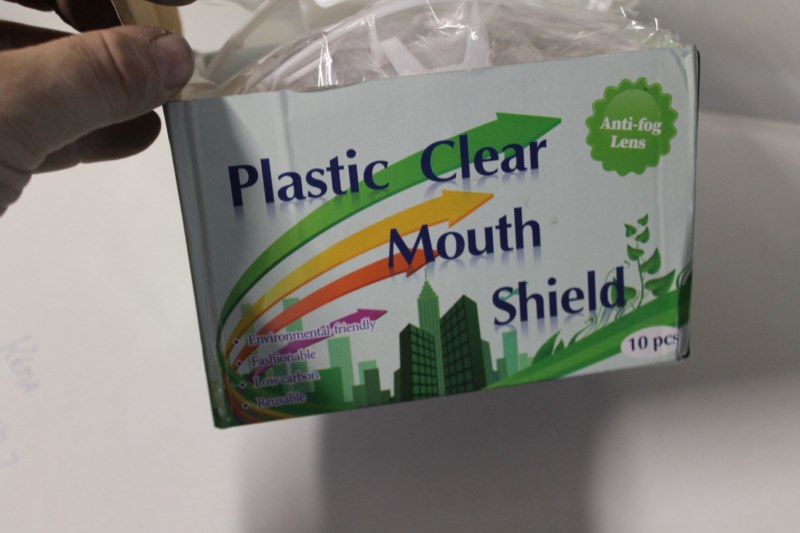 Anti-fog
Lens
Plastic Clear
Mouth
Shield
• Environmental-friendly
• Fashionable
• Low carbon
• Reusable
10 pcs